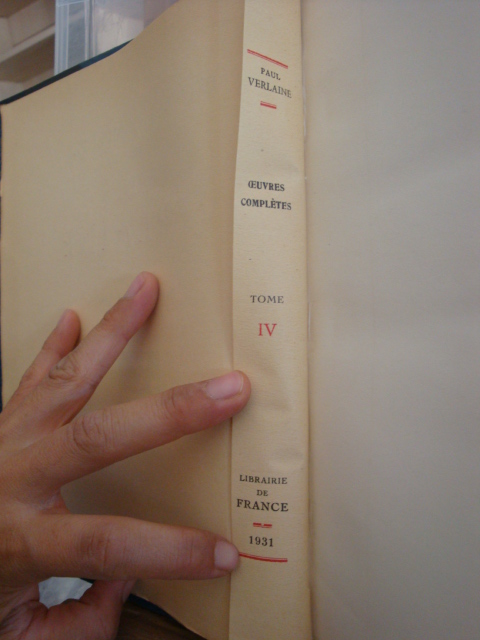 PAUL
VERLAINE
ŒUVRES
COMPLÈTES
TOME
IV
LIBRAIRIE
DE
FRANCE
1931